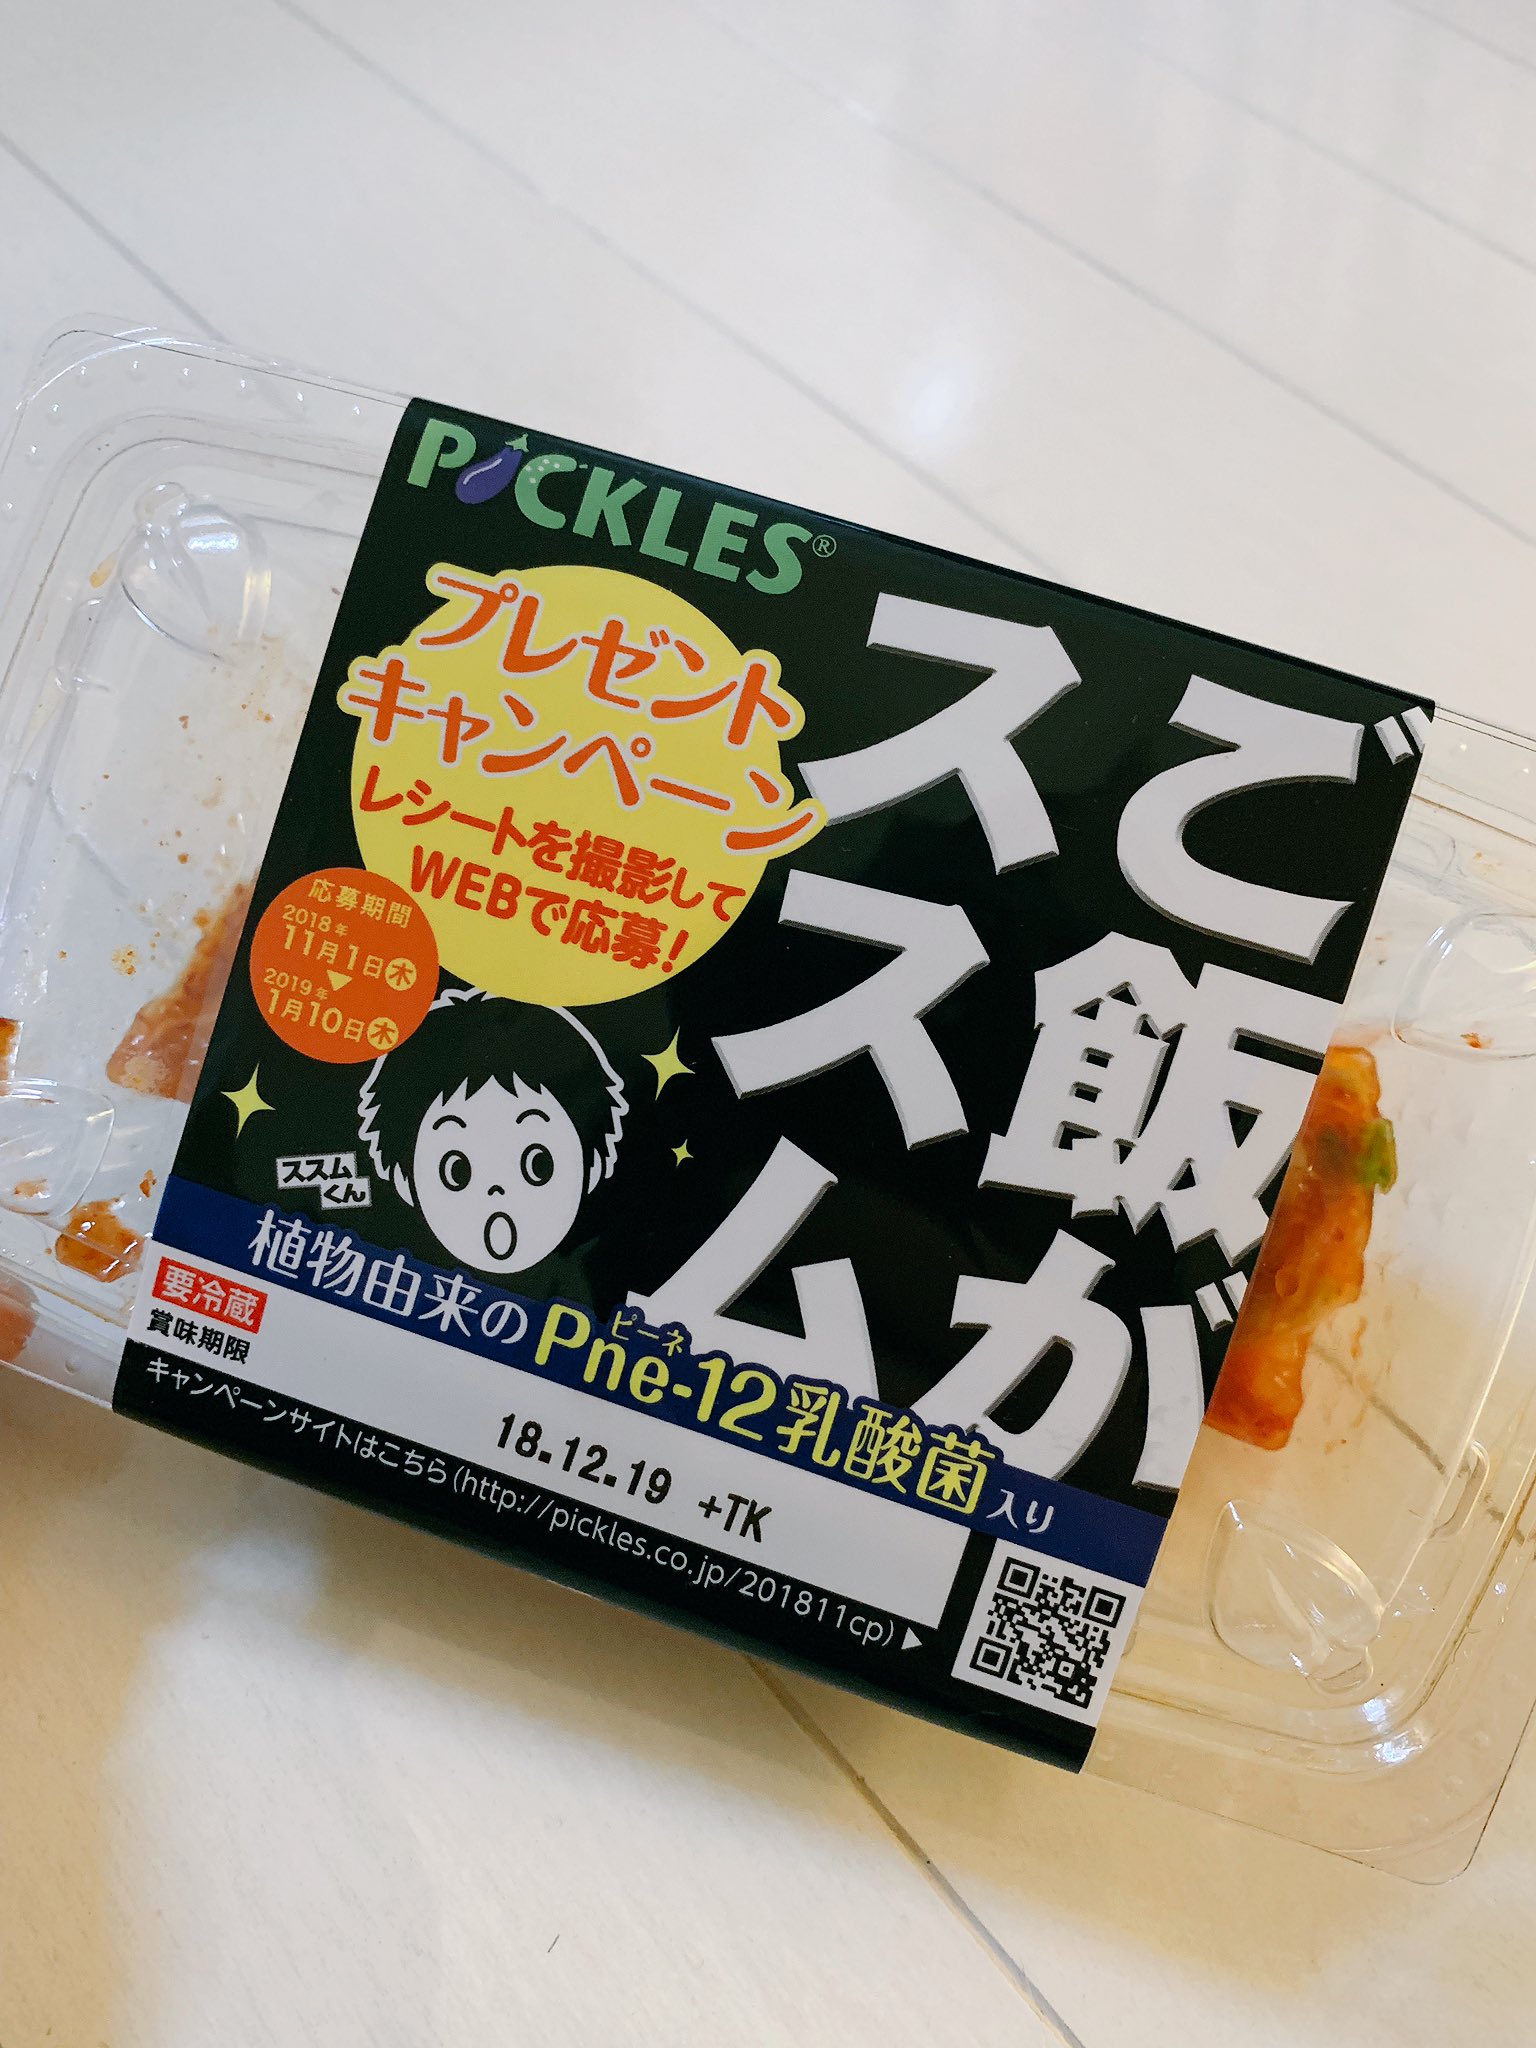 PICKLES®
ご飯が
ススム
プレゼント
キャンペーン
レシートを撮影して
WEBで応募!
応募期間
2018年
11月1日木
2019年
1月10日木
ススム
くん
植物由来のPne-12乳酸菌入り
ピーネ
要冷蔵
賞味期限
18.12.19 +TK
キャンペーンサイトはこちら(http://pickles.co.jp/201811cp)▶